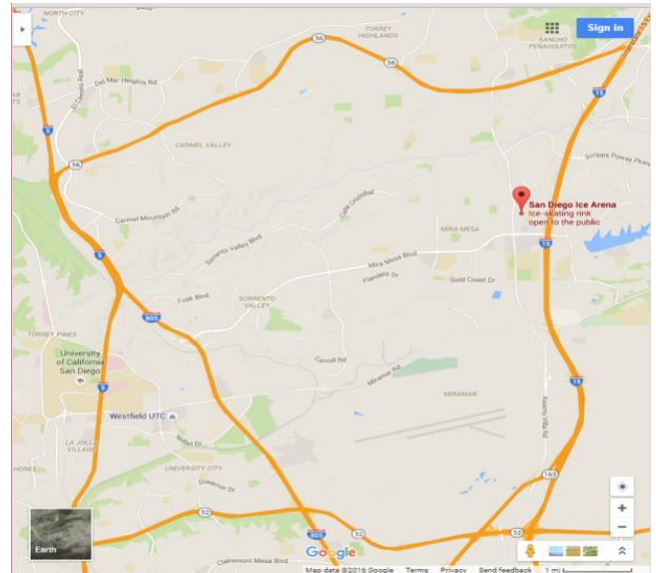 NORTH CITY
56
TORREY
HIGHLANDS
RANCHO
PEÑASQUITOS
Sign in
Del Mar Heights Rd
El Camino Real
56
15
5
CARMEL VALLEY
56
Scripps Poway Pkwy
San Diego Ice Arena
Ice-skating rink
open to the public
Carmel Mountain Rd
Calle Cristobal
MIRA MESA
15
5
Sorrento Valley Blvd
Mira Mesa Blvd
Flanders Dr
Gold Coast Dr
Lusk Blvd
SORRENTO
VALLEY
805
TORREY PINES
University
of California
San Diego
Carroll Rd
Miramar Rd
5
15
MIRAMAR
Westfield UTC
Kearny Villa Rd
Nobel Dr
LA JOLLA
VILLAGE
HORES
UNIVERSITY CITY
163
Governor Dr
52
52
805
52
Earth
Google
Clairemont Mesa Blvd
Map data ©2016 Google Terms Privacy Send feedback 1 mi